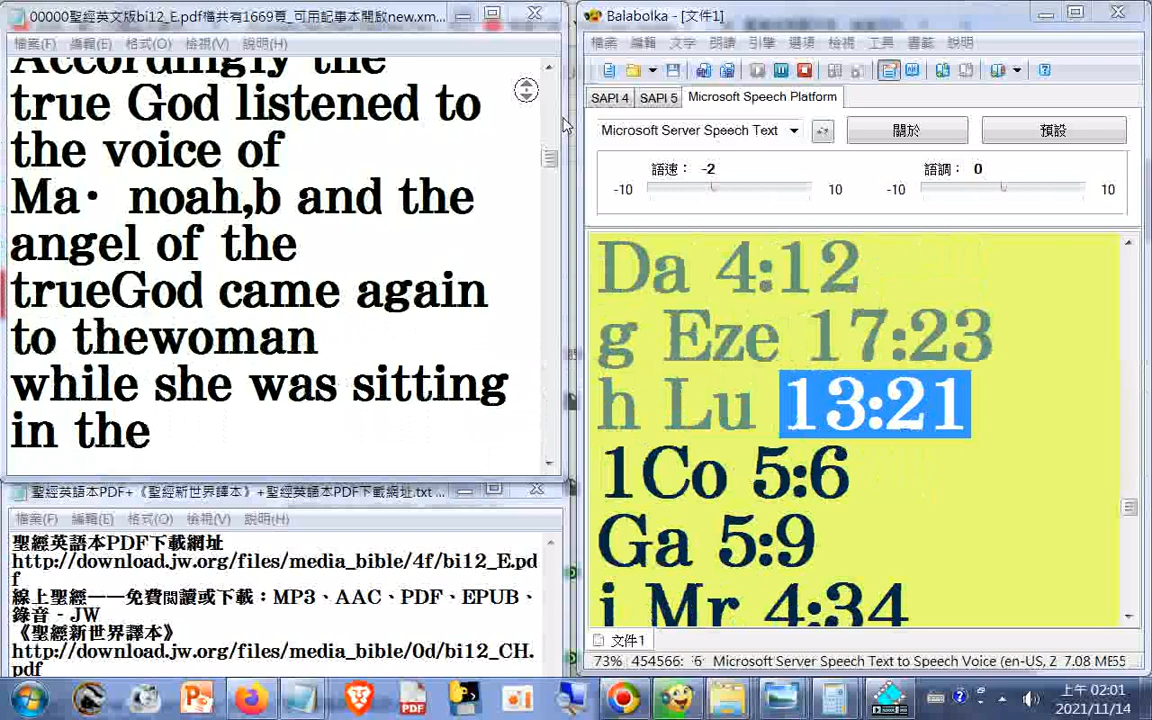 00000聖經英文版bi12_E.pdf檔共有1669頁_可用記事本開啟new.xm...
檔案(F) 編輯(E) 格式(O) 檢視(V) 說明(H)
Accordingly the
true God listened to
the voice of
Ma· noah,b and the
angel of the
trueGod came again
to thewoman
while she was sitting
in the
聖經英語本PDF+《聖經新世界譯本》+聖經英語本PDF下載網址.txt ...
檔案(F) 編輯(E) 格式(O) 檢視(V) 說明(H)
聖經英語本PDF下載網址
http://download.jw.org/files/media_bible/4f/bi12_E.pd
f
線上聖經——免費閱讀或下載：MP3、AAC、PDF、EPUB、
錄音 - JW
《聖經新世界譯本》
http://download.jw.org/files/media_bible/0d/bi12_CH.
pdf
Balabolka - [文件1]
檔案 編輯 文字 朗讀 引擎 選項 檢視 工具 書籤 說明
SAPI 4 SAPI 5 Microsoft Speech Platform
Microsoft Server Speech Text 關於 預設
語速： -2 語調： 0
-10 10 -10 10
Da 4:12
g Eze 17:23
h Lu 13:21
1Co 5:6
Ga 5:9
i Mr 4:34
文件1
73% 454566: 6 Microsoft Server Speech Text to Speech Voice (en-US, Z 7.08 ME55
上午 02:01
2021/11/14